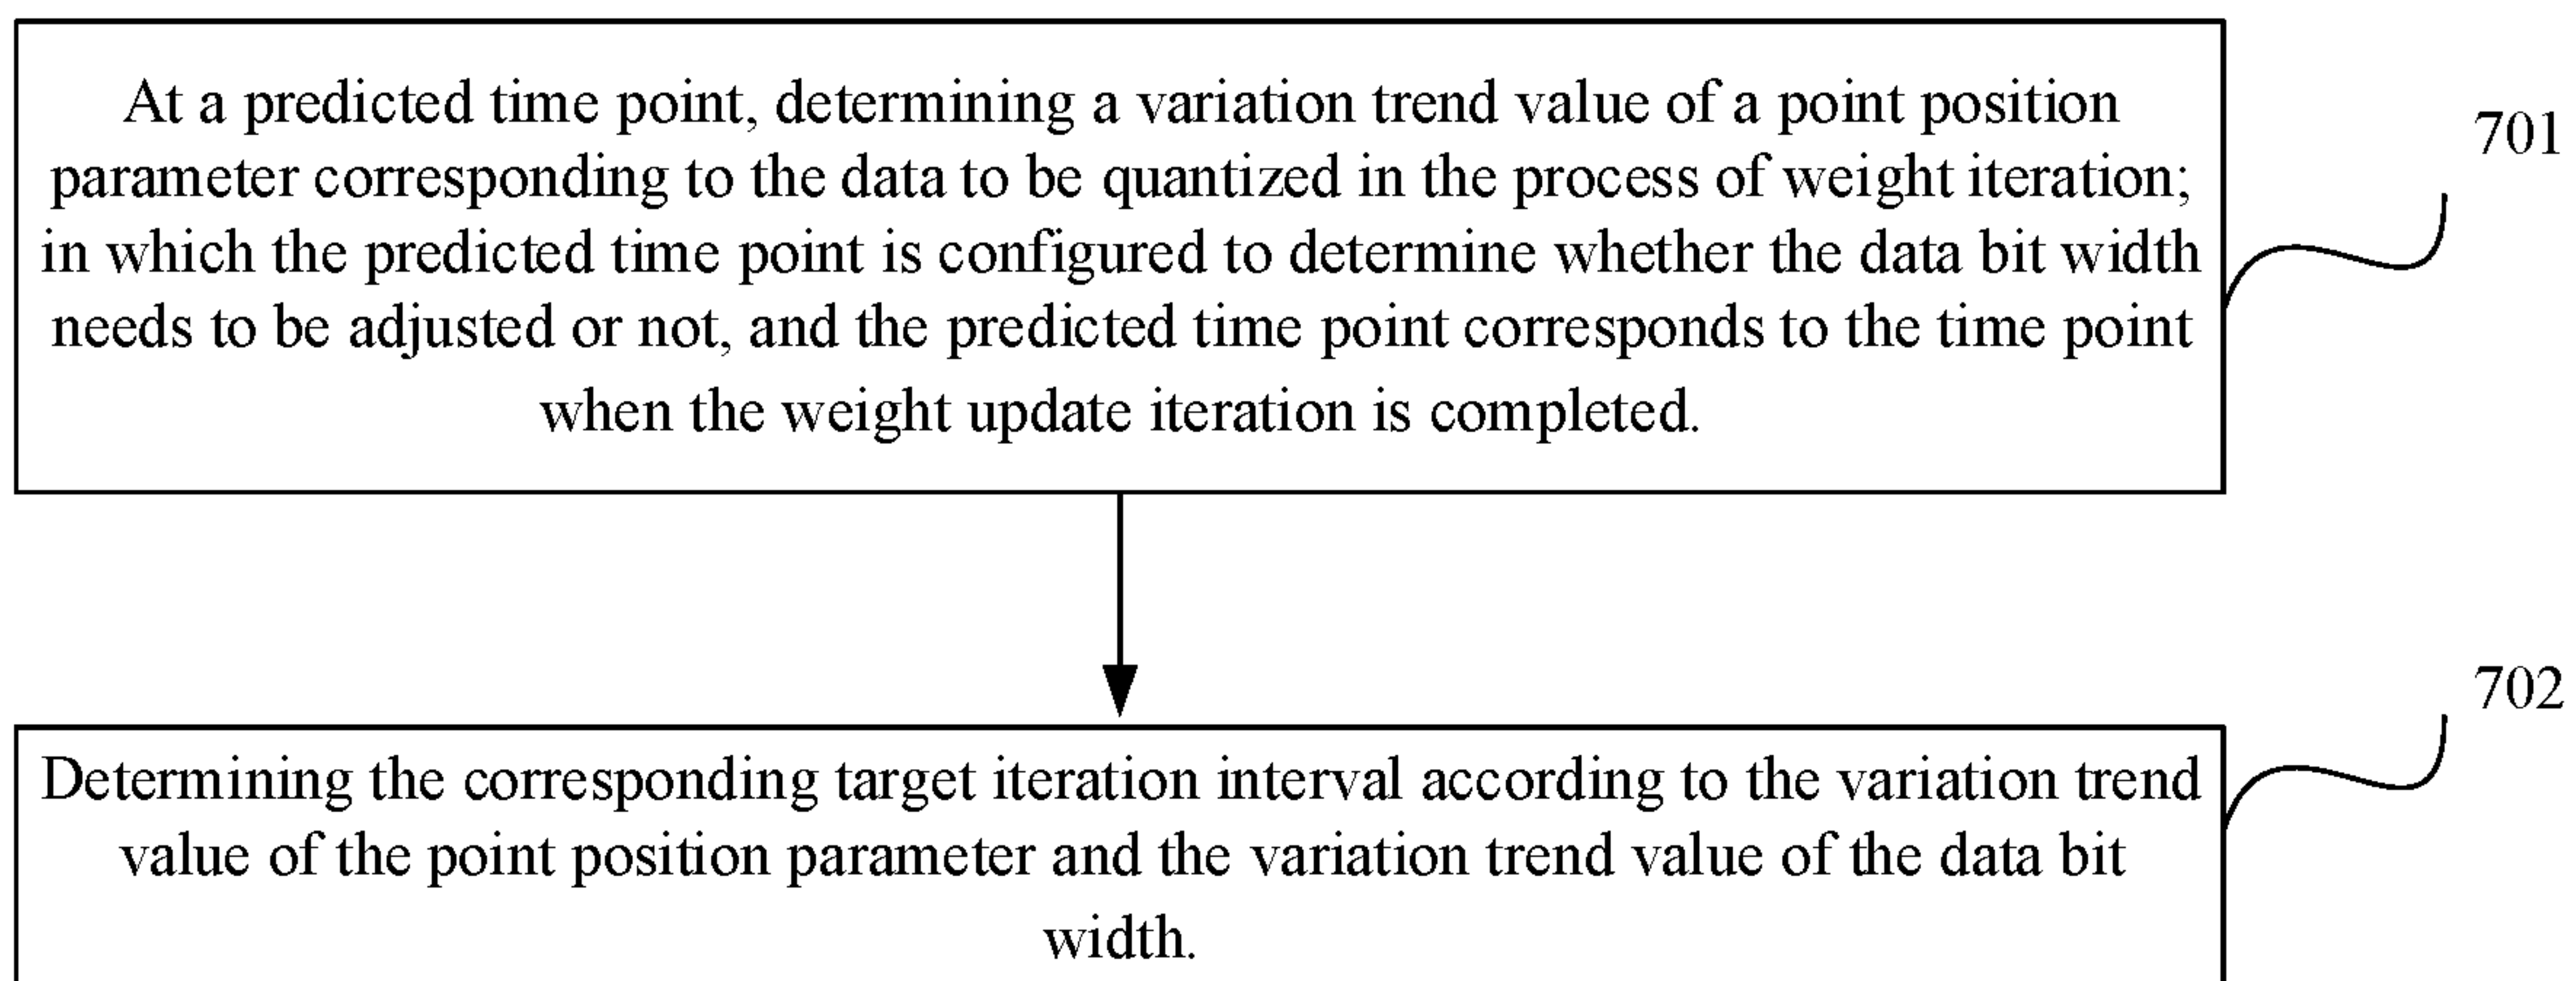 At a predicted time point, determining a variation trend value of a point position
parameter corresponding to the data to be quantized in the process of weight iteration;
in which the predicted time point is configured to determine whether the data bit width
needs to be adjusted or not, and the predicted time point corresponds to the time point
when the weight update iteration is completed.
701
Determining the corresponding target iteration interval according to the variation trend
value of the point position parameter and the variation trend value of the data bit
width.
702